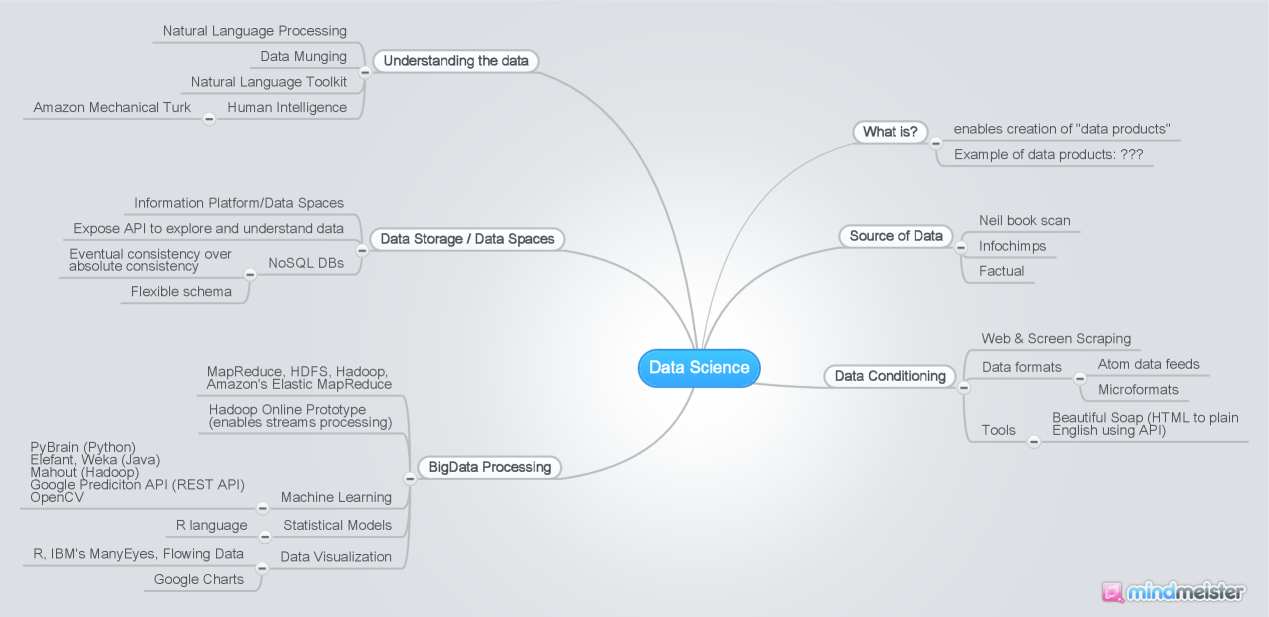 Data Science
Understanding the data
Natural Language Processing
Data Munging
Natural Language Toolkit
Human Intelligence
Amazon Mechanical Turk
Data Storage / Data Spaces
Information Platform/Data Spaces
Expose API to explore and understand data
NoSQL DBs
Eventual consistency over
absolute consistency
Flexible schema
BigData Processing
MapReduce, HDFS, Hadoop,
Amazon's Elastic MapReduce
Hadoop Online Prototype
(enables streams processing)
Machine Learning
PyBrain (Python)
Elefant, Weka (Java)
Mahout (Hadoop)
Google Prediciton API (REST API)
OpenCV
Statistical Models
R language
Data Visualization
R, IBM's ManyEyes, Flowing Data
Google Charts
What is?
enables creation of "data products"
Example of data products: ???
Source of Data
Neil book scan
Infochimps
Factual
Data Conditioning
Web & Screen Scraping
Data formats
Atom data feeds
Microformats
Tools
Beautiful Soap (HTML to plain
English using API)
mindmeister